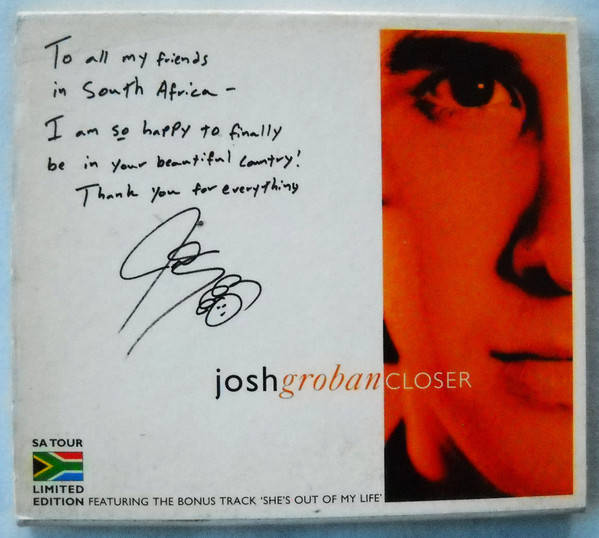 To all my friends
in South Africa -
I am so happy to finally
be in your beautiful Country!
Thank you for everything
joshgrobanCLOSER
SA TOUR
LIMITED
EDITION FEATURING THE BONUS TRACK 'SHE'S OUT OF MY LIFE'